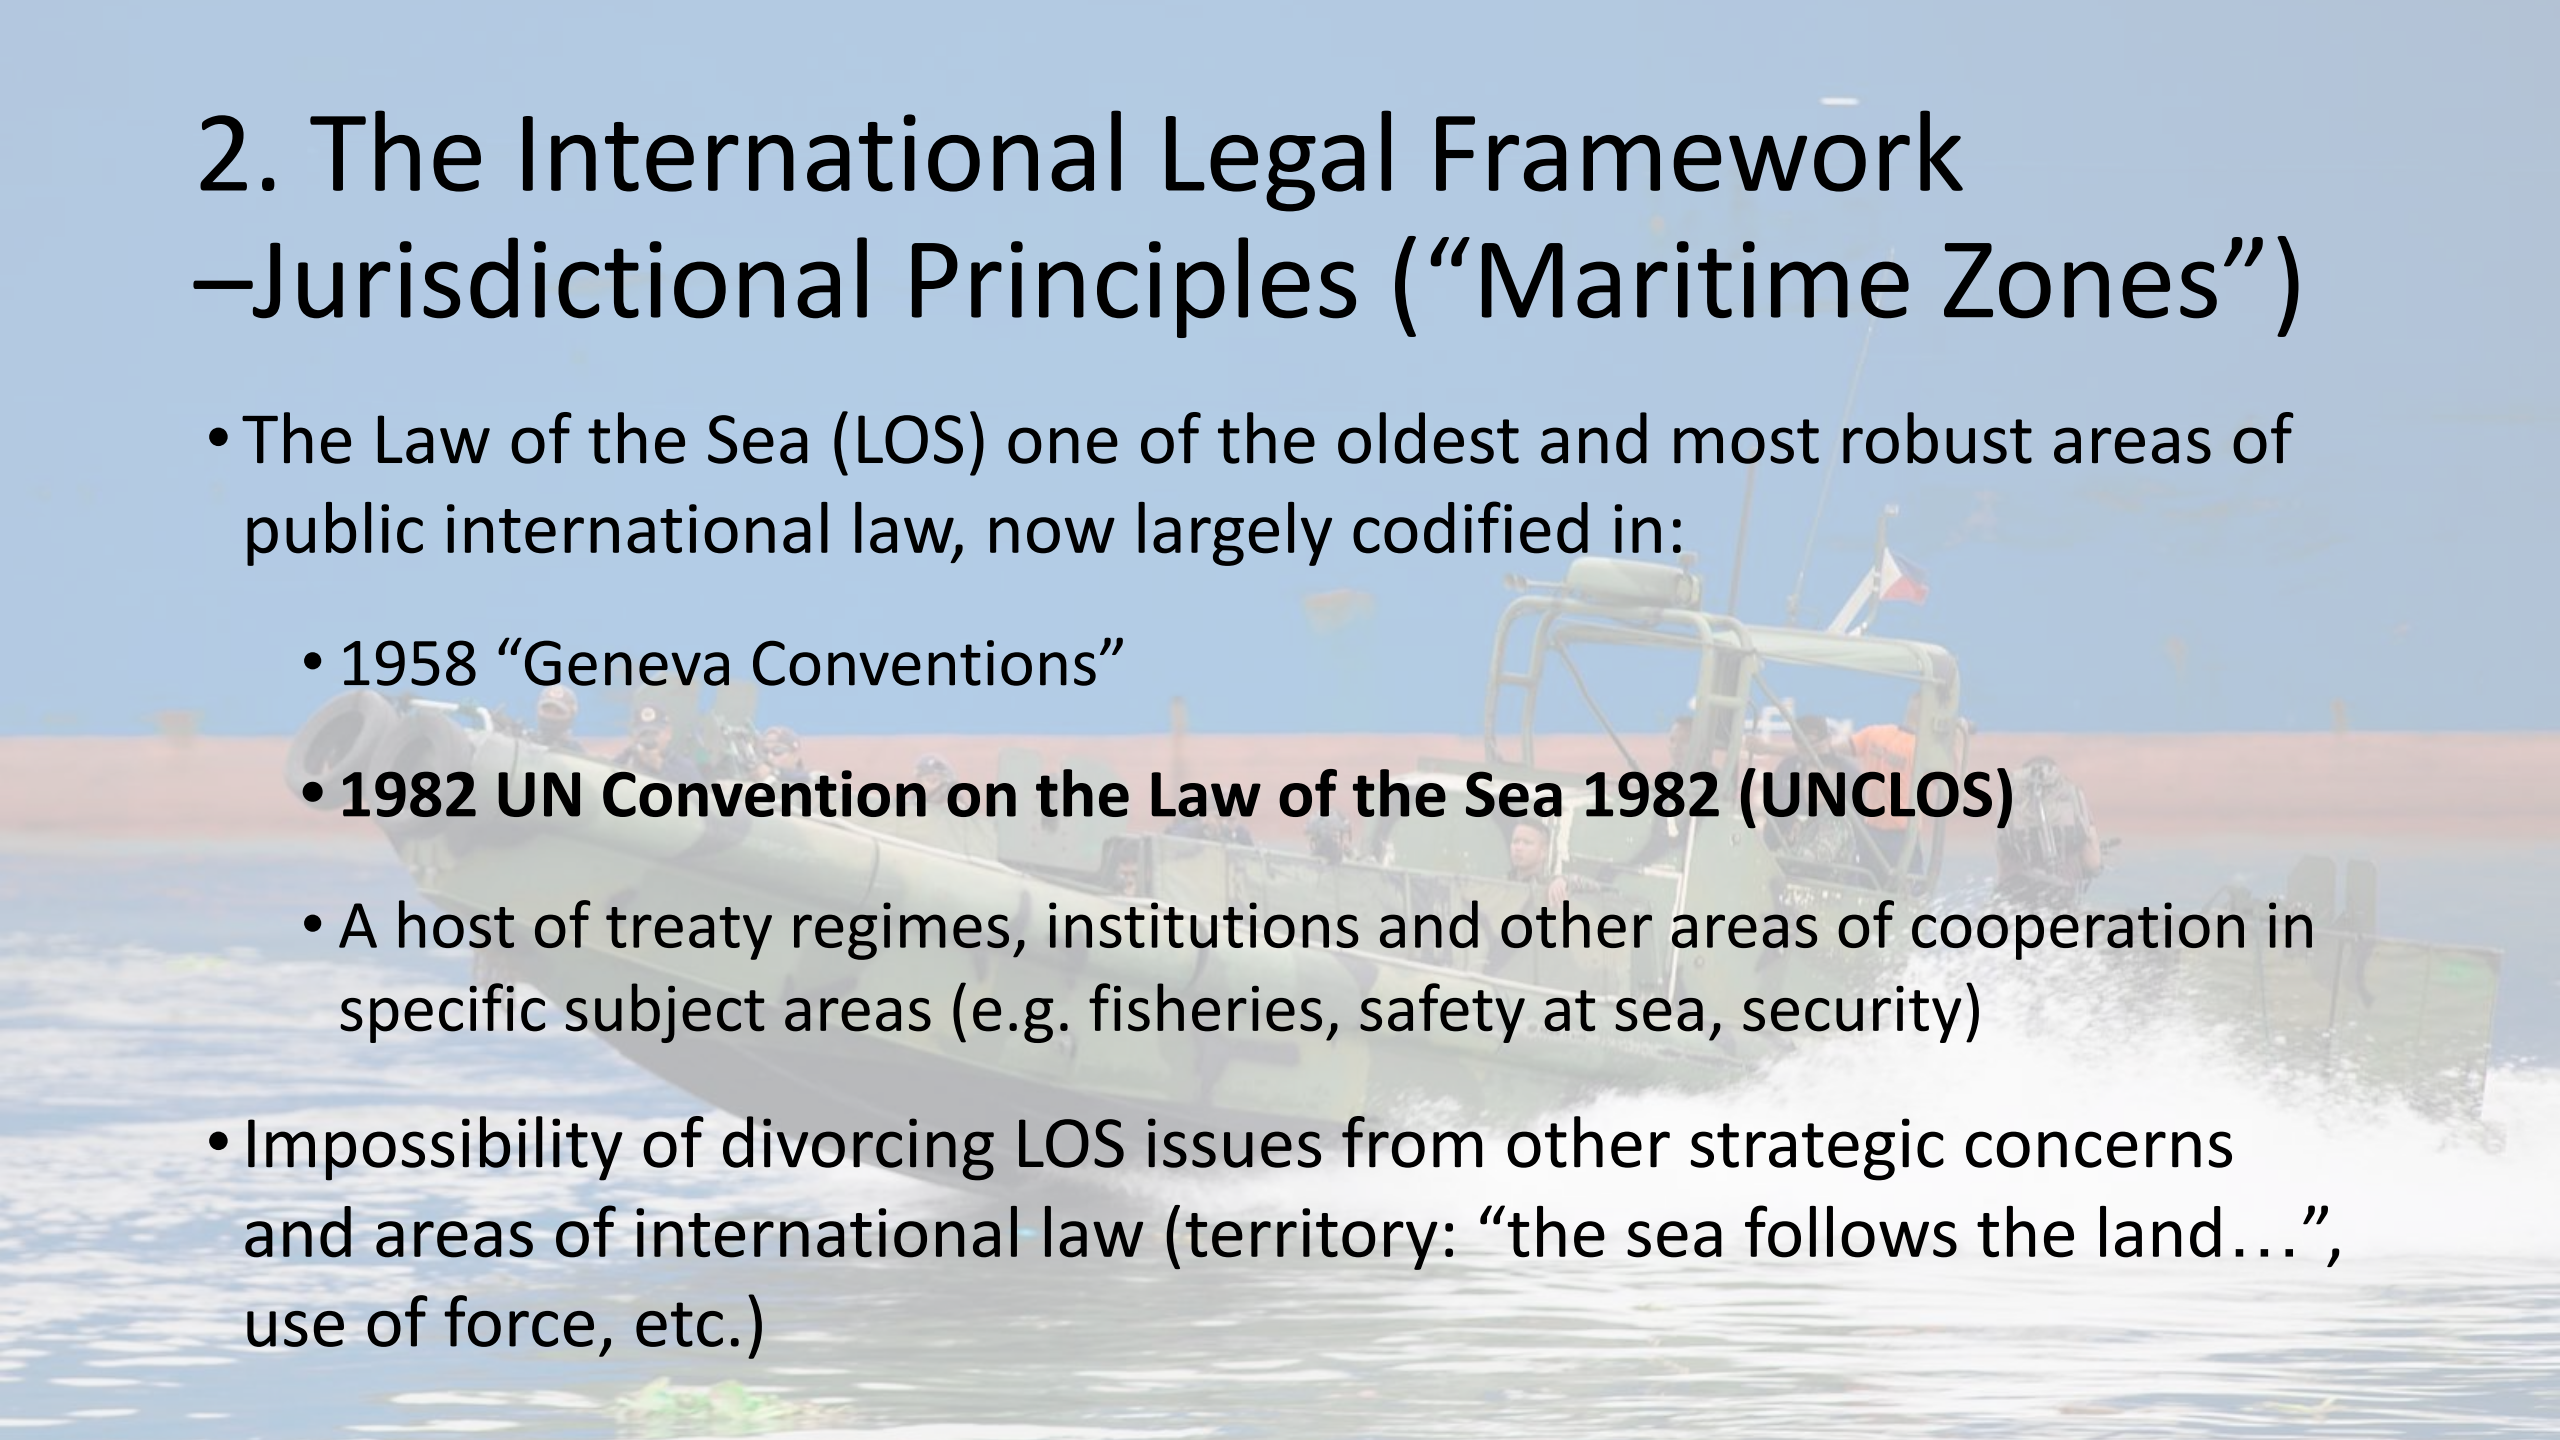 2. The International Legal Framework
–Jurisdictional Principles (“Maritime Zones”)
• The Law of the Sea (LOS) one of the oldest and most robust areas of
public international law, now largely codified in:
• 1958 “Geneva Conventions”
• 1982 UN Convention on the Law of the Sea 1982 (UNCLOS)
• A host of treaty regimes, institutions and other areas of cooperation in
specific subject areas (e.g. fisheries, safety at sea, security)
• Impossibility of divorcing LOS issues from other strategic concerns
and areas of international law (territory: “the sea follows the land…”,
use of force, etc.)